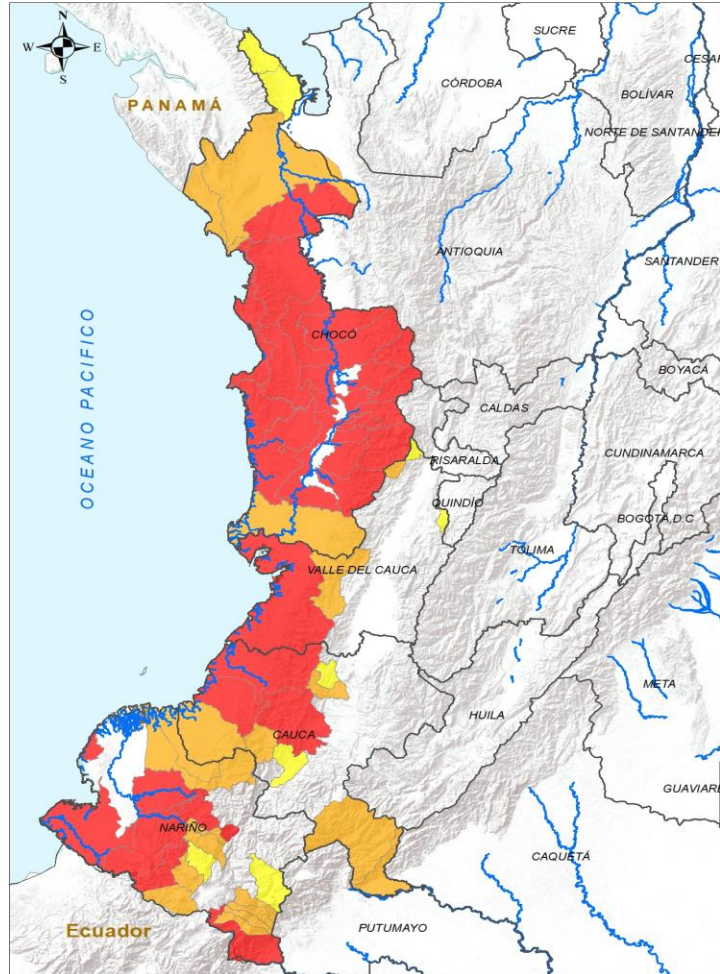 SUCRE
N
W E
S
CESAR
CÓRDOBA
BOLÍVAR
PANAMÁ
NORTE DE SANTANDER
ANTIOQUIA
SANTANDER
OCEANO PACIFICO
CHOCÓ
BOYACÁ
CALDAS
CUNDINAMARCA
RISARALDA
QUINDÍO
BOGOTÁ,D.C
TOLIMA
VALLE DEL CAUCA
META
HUILA
CAUCA
GUAVIARE
NARIÑO
CAQUETÁ
Ecuador
PUTUMAYO